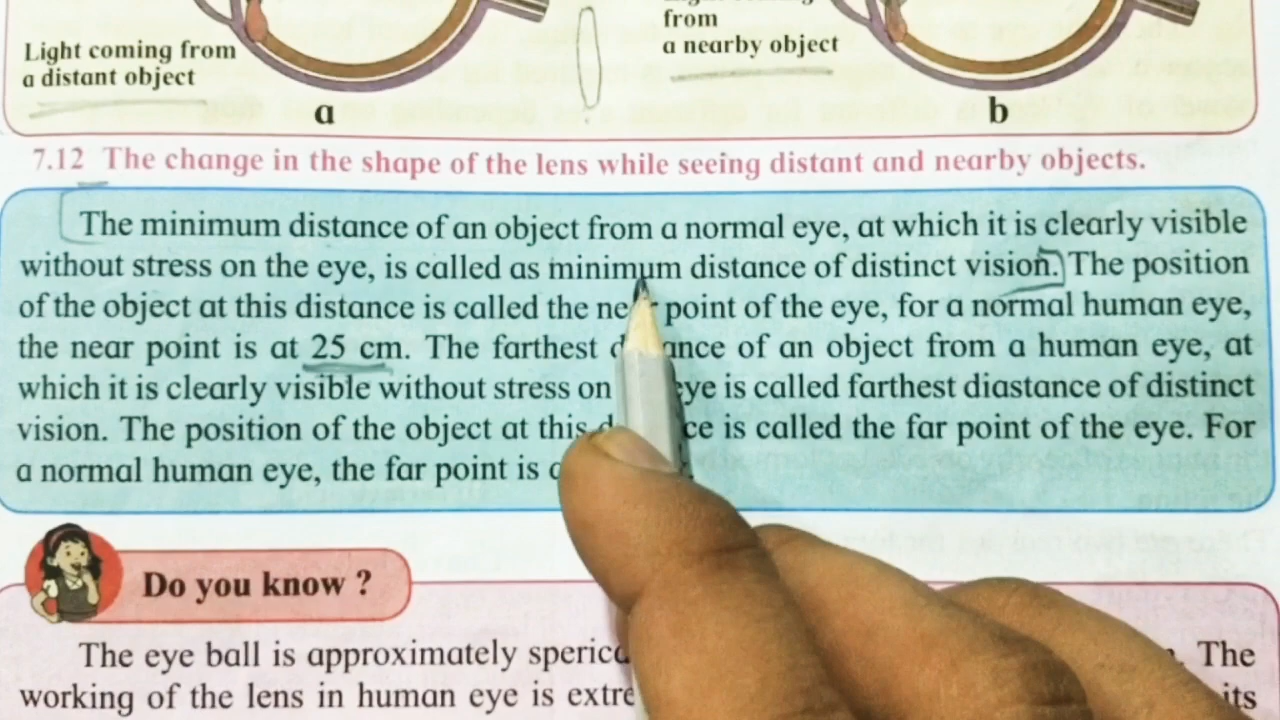 Light coming from
a distant object
from
a nearby object
a
b
7.12 The change in the shape of the lens while seeing distant and nearby objects.
The minimum distance of an object from a normal eye, at which it is clearly visible
without stress on the eye, is called as minimum distance of distinct vision. The position
of the object at this distance is called the point of the eye, for a normal human eye,
the near point is at 25 cm. The farthest of an object from a human eye, at
which it is clearly visible without stress on eye is called farthest diastance of distinct
vision. The position of the object at this is called the far point of the eye. For
a normal human eye, the far point is
Do you know ?
The eye ball is approximately The
working of the lens in human eye is its